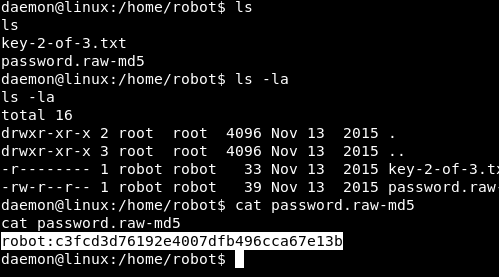 daemon@linux:/home/robot$ ls
ls
key-2-of-3.txt
password.raw-md5
daemon@linux:/home/robot$ ls -la
ls -la
total 16
drwxr-xr-x 2 root  root  4096 Nov 13  2015 .
drwxr-xr-x 3 root  root  4096 Nov 13  2015 ..
-r-------- 1 robot robot   33 Nov 13  2015 key-2-of-3.tx
-rw-r--r-- 1 robot robot   39 Nov 13  2015 password.raw-
daemon@linux:/home/robot$ cat password.raw-md5
cat password.raw-md5
robot:c3fcd3d76192e4007dfb496cca67e13b
daemon@linux:/home/robot$